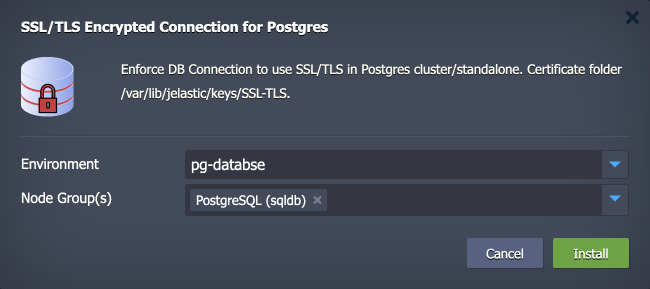 SSL/TLS Encrypted Connection for Postgres
Enforce DB Connection to use SSL/TLS in Postgres cluster/standalone. Certificate folder
/var/lib/jelastic/keys/SSL-TLS.
Environment
pg-databse
Node Group(s)
PostgreSQL (sqldb) ×
Cancel
Install